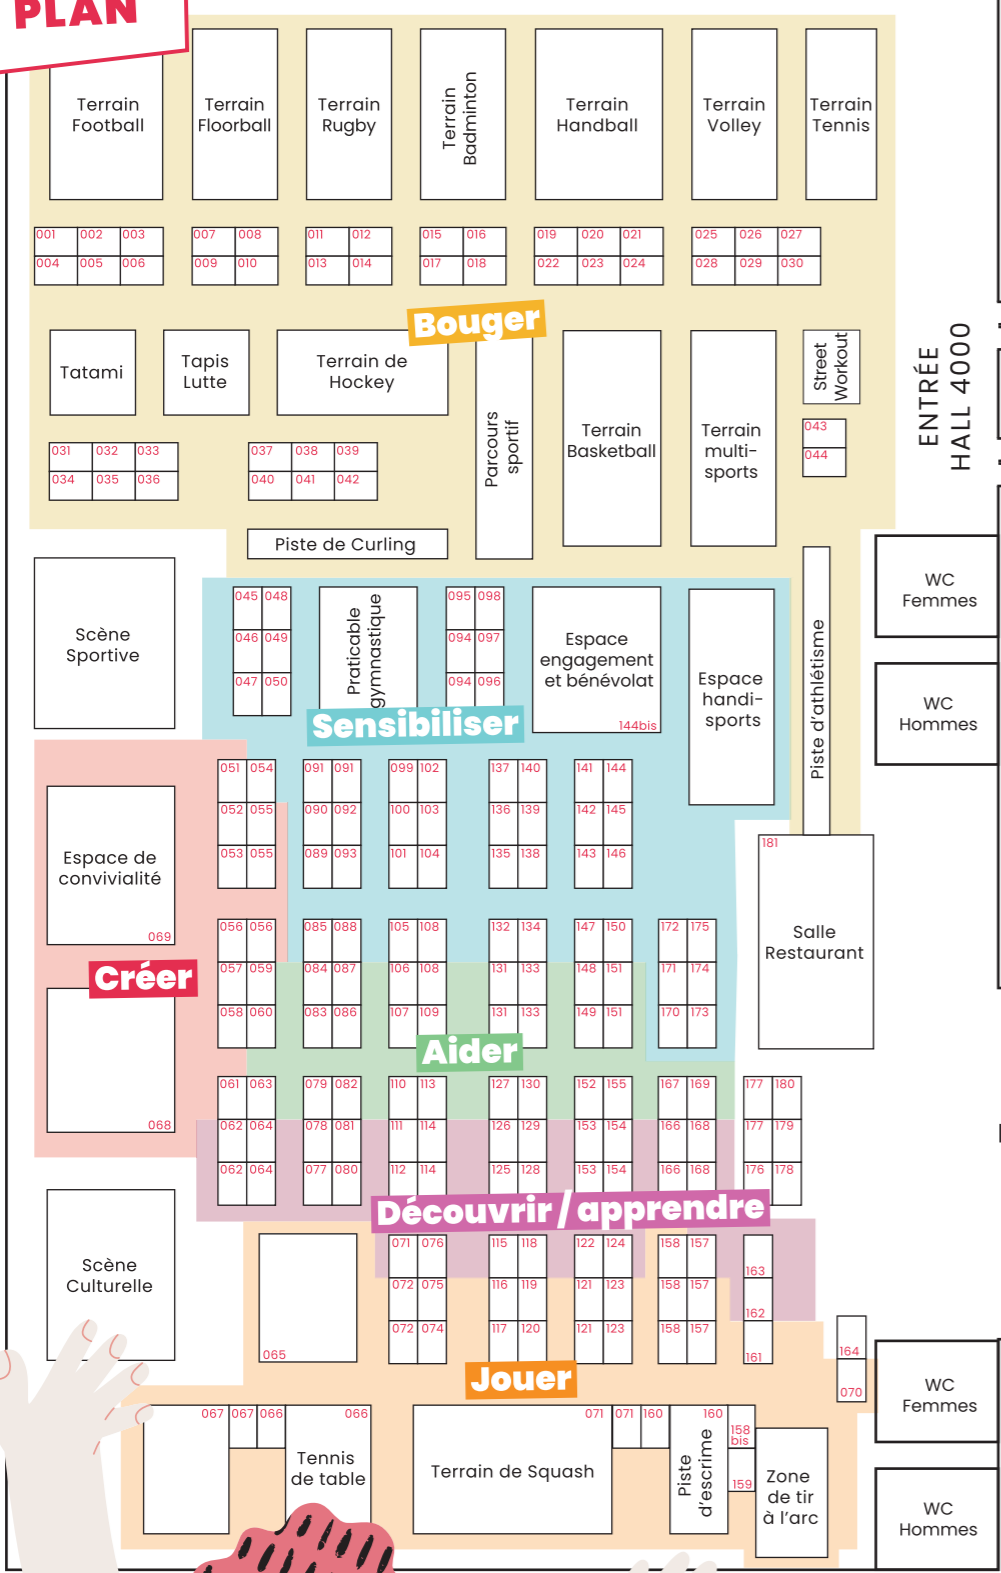 PLAN
Terrain
Football
Terrain
Floorball
Terrain
Rugby
Terrain
Badminton
Terrain
Handball
Terrain
Volley
Terrain
Tennis
001 002 003 007 008 011 012 015 016 019 020 021 025 026 027
004 005 006 009 010 013 014 017 018 022 023 024 028 029 030
Bouger
Tatami
Tapis
Lutte
Terrain de
Hockey
Parcours
sportif
Terrain
Basketball
Terrain
multi-
sports
Street
Workout
ENTRÉE
HALL 4000
043
044
031 032 033 037 038 039
034 035 036 040 041 042
Piste de Curling
WC
Femmes
WC
Hommes
Scène
Sportive
045 048
046 049
047 050
Praticable
gymnastique
095 098
094 097
094 096
Espace
engagement
et bénévolat
144bis
Espace
handi-
sports
Piste d'athlétisme
Sensibiliser
051 054 091 091 099 102 137 140 141 144
052 055 090 092 100 103 136 139 142 145
053 055 089 093 101 104 135 138 143 146
Espace de
convivialité
069
181
Salle
Restaurant
056 056 085 088 105 108 132 134 147 150 172 175
057 059 084 087 106 108 131 133 148 151 171 174
058 060 083 086 107 109 131 133 149 151 170 173
Créer
068
Aider
061 063 079 082 110 113 127 130 152 155 167 169 177 180
062 064 078 081 111 114 126 129 153 154 166 168 177 179
062 064 077 080 112 114 125 128 153 154 166 168 176 178
Découvrir / apprendre
Scène
Culturelle
065
071 076 115 118 122 124 158 157
072 075 116 119 121 123 158 157
072 074 117 120 121 123 158 157
163
162
161
164
070
Jouer
WC
Femmes
WC
Hommes
067 067 066 066
Tennis
de table
071 071 160 160
Terrain de Squash
Piste
d'escrime
158
bis
159
Zone
de tir
à l'arc